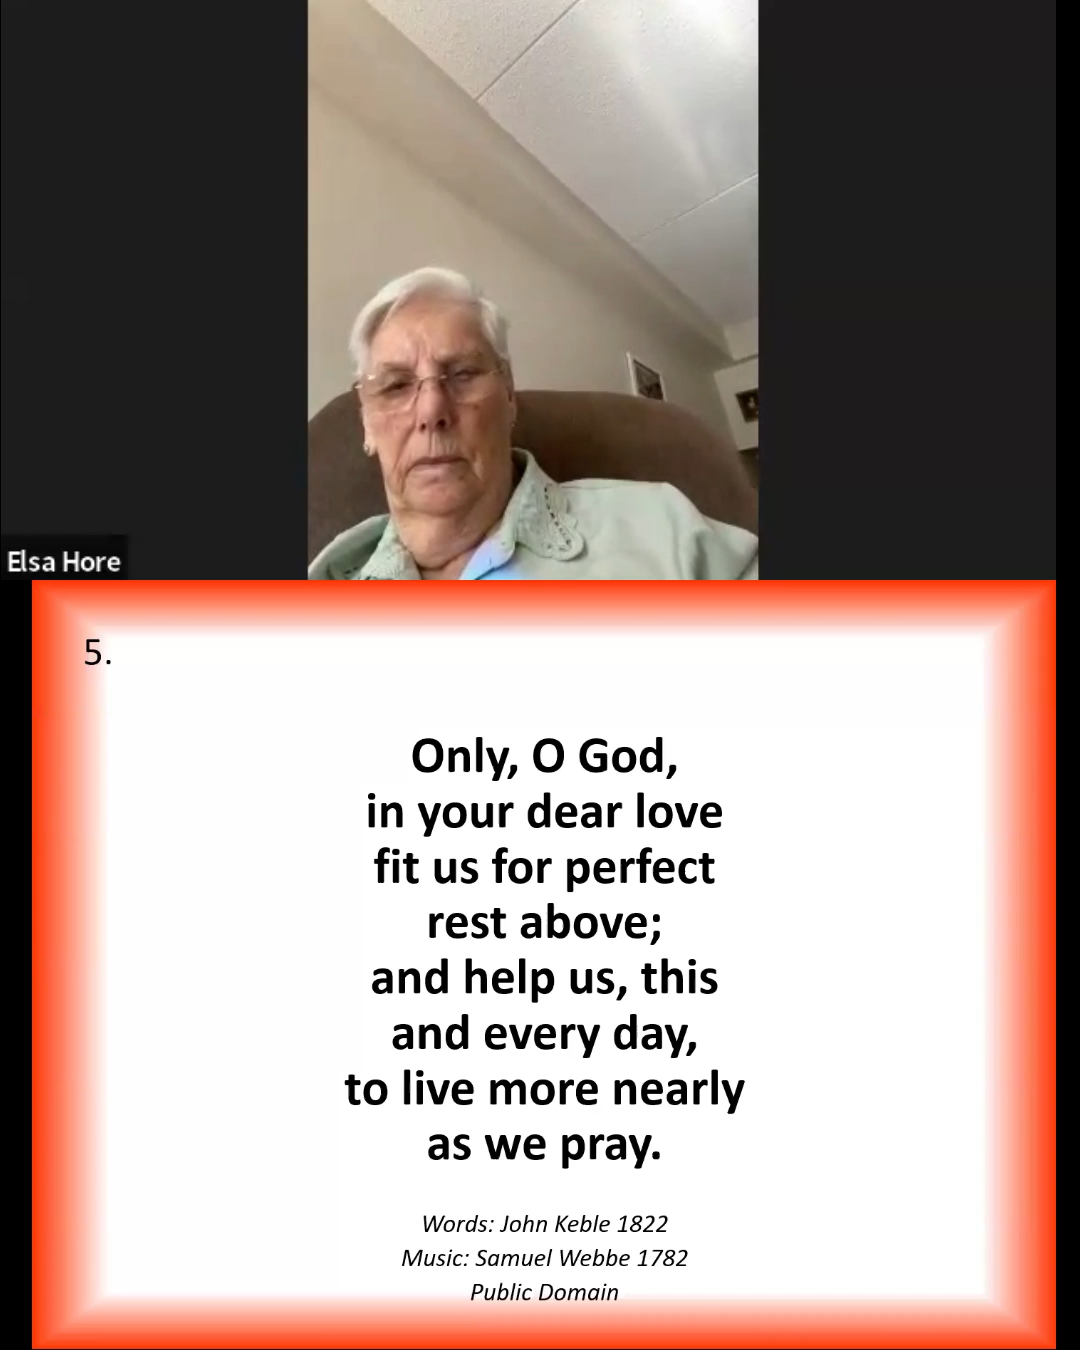 Elsa Hore
5.
Only, O God,
in your dear love
fit us for perfect
rest above;
and help us, this
and every day,
to live more nearly
as we pray.
Words: John Keble 1822
Music: Samuel Webbe 1782
Public Domain